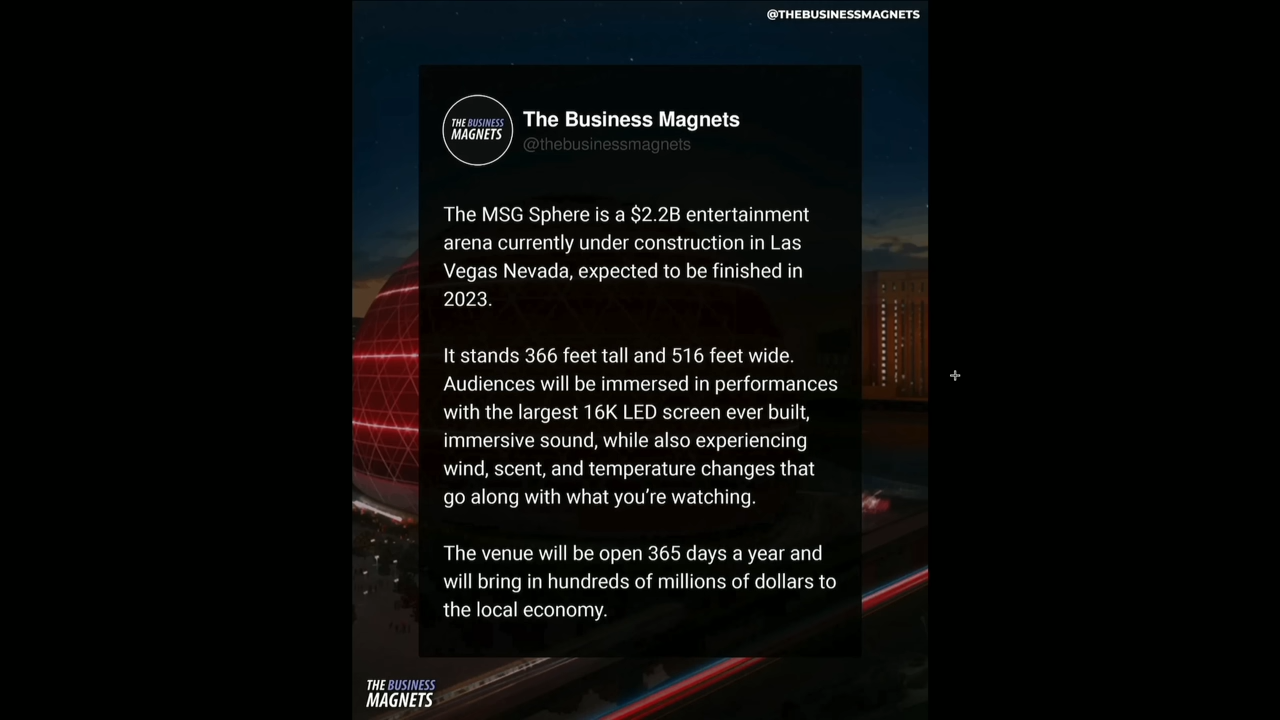 @THEBUSINESSMAGNETS
THE BUSINESS
MAGNETS
The Business Magnets
@thebusinessmagnets
The MSG Sphere is a $2.2B entertainment
arena currently under construction in Las
Vegas Nevada, expected to be finished in
2023.
It stands 366 feet tall and 516 feet wide.
Audiences will be immersed in performances
with the largest 16K LED screen ever built,
immersive sound, while also experiencing
wind, scent, and temperature changes that
go along with what you’re watching.
The venue will be open 365 days a year and
will bring in hundreds of millions of dollars to
the local economy.
THE BUSINESS
MAGNETS